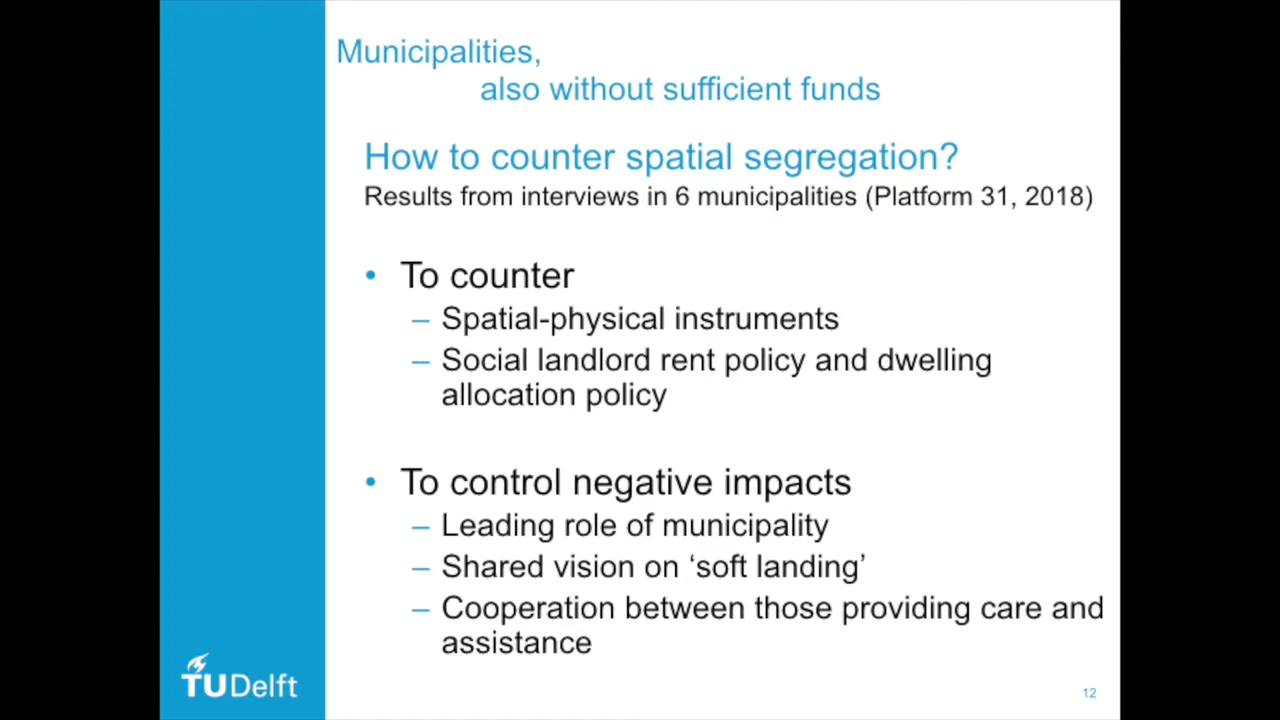 Municipalities,
also without sufficient funds
How to counter spatial segregation?
Results from interviews in 6 municipalities (Platform 31, 2018)
• To counter
– Spatial-physical instruments
– Social landlord rent policy and dwelling
allocation policy
• To control negative impacts
– Leading role of municipality
– Shared vision on ‘soft landing’
– Cooperation between those providing care and
assistance
TUDelft
12